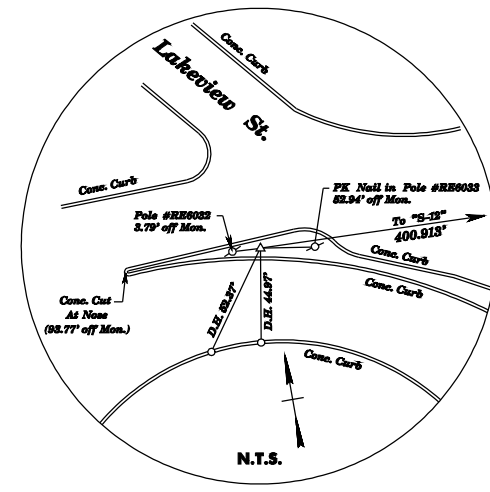 Conc. Curb
Lakeview St.
Conc. Curb
PK Nail in Pole #RE6033
52.94' off Mon.
Pole #RE6032
3.79' off Mon.
To "S-12"
400.913'
Conc. Curb
Conc. Curb
Conc. Cut
At Nose
(93.77' off Mon.)
D.H. 52.37'
D.H. 44.97'
Conc. Curb
N.T.S.